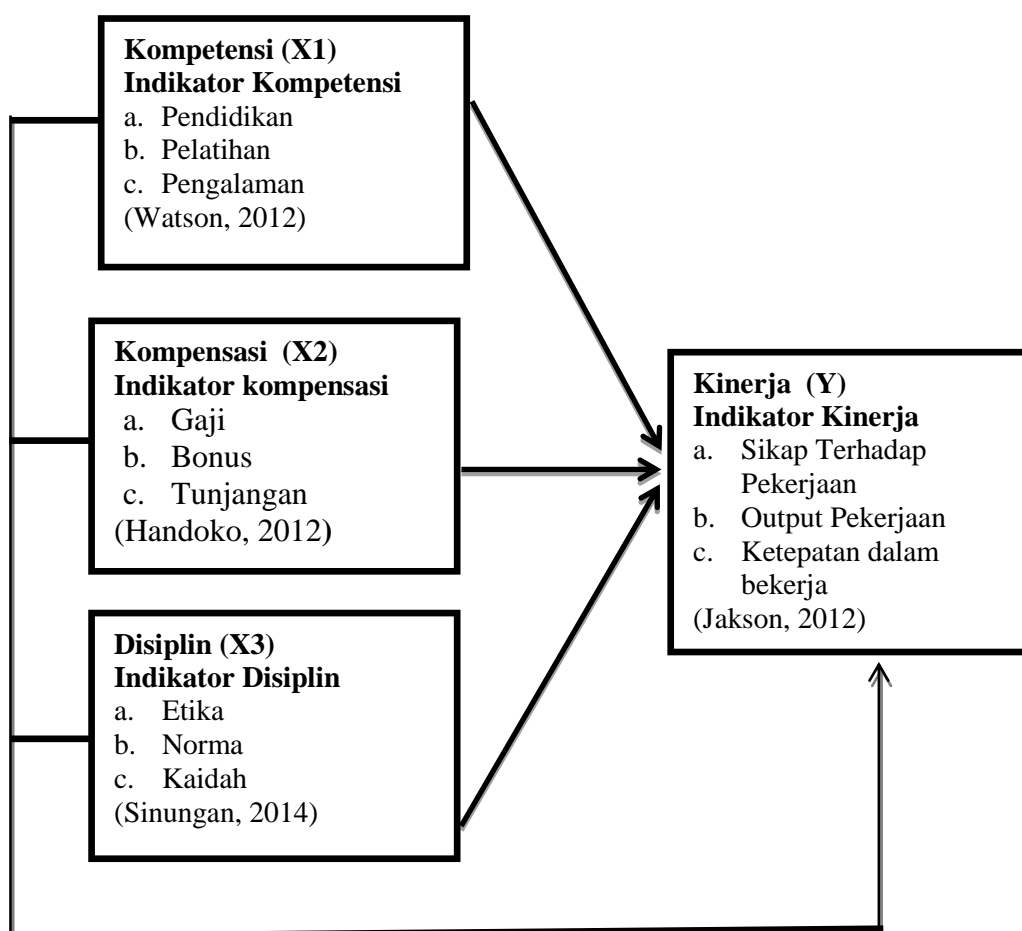 Kompetensi (X1)
Indikator Kompetensi
a. Pendidikan
b. Pelatihan
c. Pengalaman
(Watson, 2012)
Kompensasi (X2)
Indikator kompensasi
a. Gaji
b. Bonus
c. Tunjangan
(Handoko, 2012)
Disiplin (X3)
Indikator Disiplin
a. Etika
b. Norma
c. Kaidah
(Sinungan, 2014)
Kinerja (Y)
Indikator Kinerja
a. Sikap Terhadap
Pekerjaan
b. Output Pekerjaan
c. Ketepatan dalam
bekerja
(Jakson, 2012)